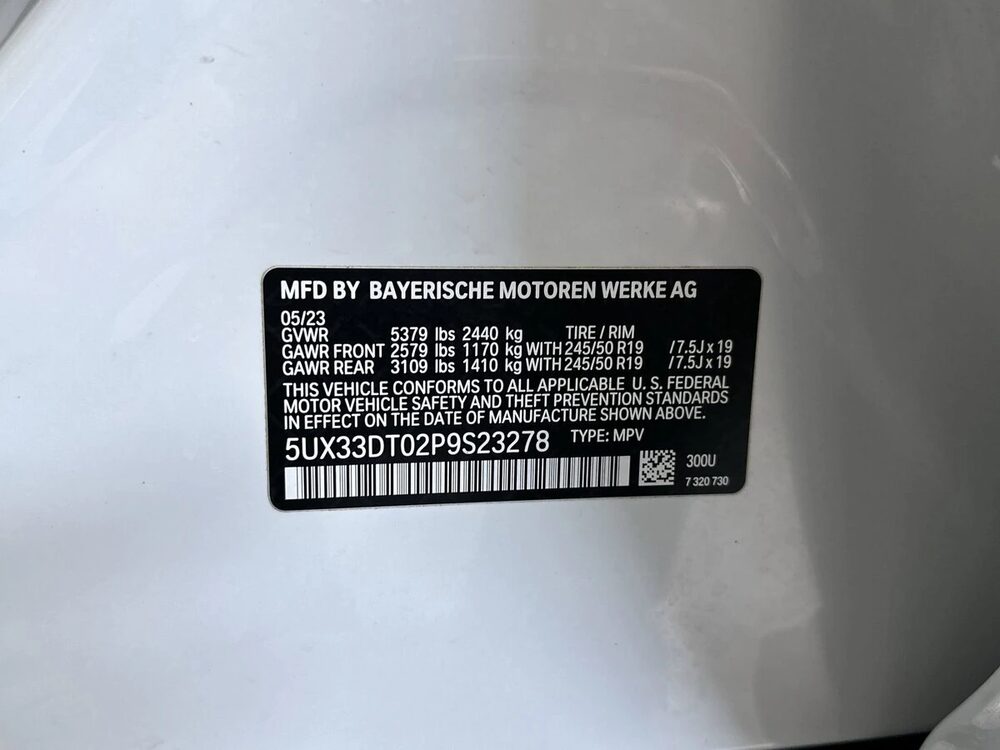 MFD BY BAYERISCHE MOTOREN WERKE AG
05/23
GVWR 5379 lbs 2440 kg TIRE / RIM
GAWR FRONT 2579 lbs 1170 kg WITH 245/50 R19 /7.5J x 19
GAWR REAR 3109 lbs 1410 kg WITH 245/50 R19 /7.5J x 19
THIS VEHICLE CONFORMS TO ALL APPLICABLE U. S. FEDERAL
MOTOR VEHICLE SAFETY AND THEFT PREVENTION STANDARDS
IN EFFECT ON THE DATE OF MANUFACTURE SHOWN ABOVE.
5UX33DT02P9S23278 TYPE: MPV
300U
7 320 730